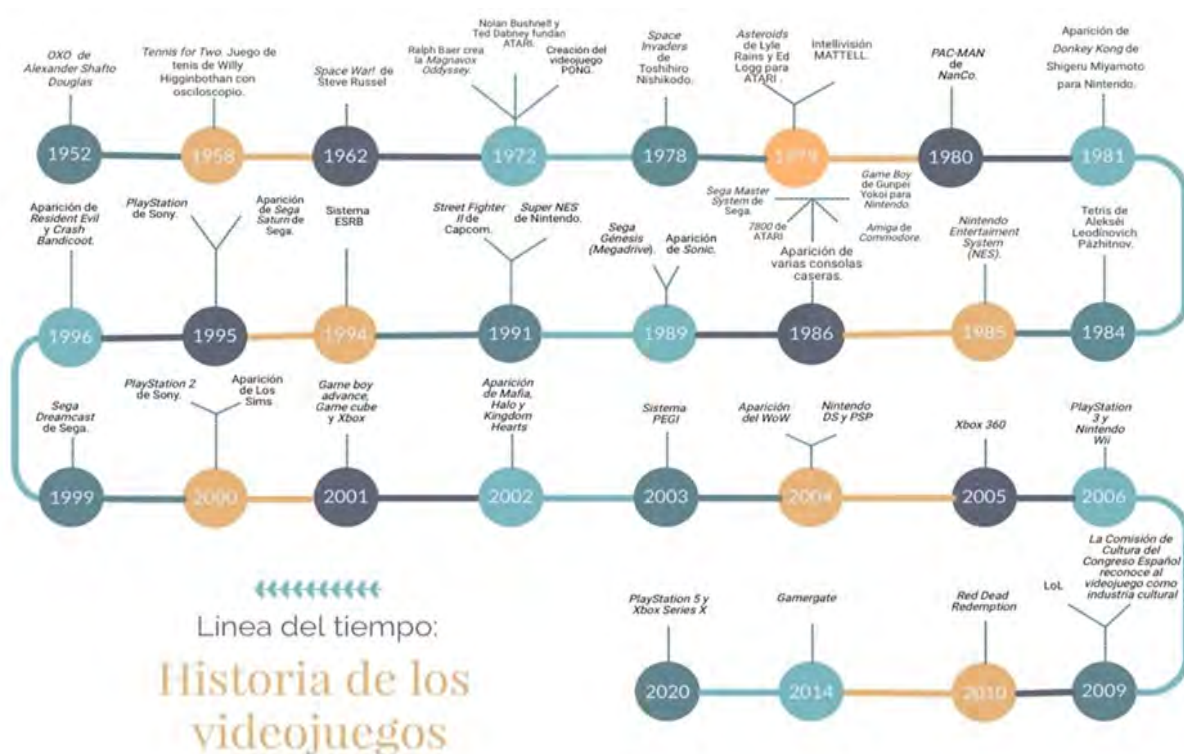 OXO de
Alexander Shafto
Douglas
Tennis for Two. Juego de
tenis de Willy
Higginbothan con
osciloscopio.
Space War! de
Steve Russel
Ralph Baer crea
la Magnavox
Oddyssey.
Nolan Bushnell y
Ted Dabney fundan
ATARI.
Creación del
videojuego
PONG.
Space
Invaders
de
Toshihiro
Nishikodo.
Asteroids
de Lyle
Rains y Ed
Logg para
ATARI .
Intellivisión
MATTELL.
PAC-MAN
de
NanCo.
Aparición de
Donkey Kong de
Shigeru Miyamoto
para Nintendo.
1952
1958
1962
1972
1978
1979
1980
1981
Aparición de
Resident Evil
y Crash
Bandicoot.
PlayStation
de Sony.
Aparición
de Sega
Saturn de
Sega.
Sistema
ESRB
Street Fighter
II de
Capcom.
Super NES
de Nintendo.
Sega
Génesis
(Megadrive).
Aparición
de Sonic.
Sega Master
System de
Sega.
7800 de
ATARI
Game Boy
de Gunpei
Yokoi para
Nintendo.
Amiga de
Commodore.
Aparición de
varias consolas
caseras.
Nintendo
Entertaiment
System
(NES).
Tetris de
Alekséi
Leodínovich
Pázhitnov.
1996
1995
1994
1991
1989
1986
1985
1984
Sega
Dreamcast
de Sega.
PlayStation 2
de Sony.
Aparición
de Los
Sims
Game boy
advance,
Game cube
y Xbox
Aparición
de Mafia,
Halo y
Kingdom
Hearts
Sistema
PEGI
Aparición
del WoW
Nintendo
DS y PSP
Xbox 360
PlayStation
3 y
Nintendo
Wii
1999
2000
2001
2002
2003
2004
2005
2006
PlayStation 5 y
Xbox Series X
Gamergate
Red Dead
Redemption
LoL
La Comisión de
Cultura del
Congreso Español
reconoce al
videojuego como
industria cultural
2020
2014
2010
2009
Linea del tiempo:
Historia de los
videojuegos